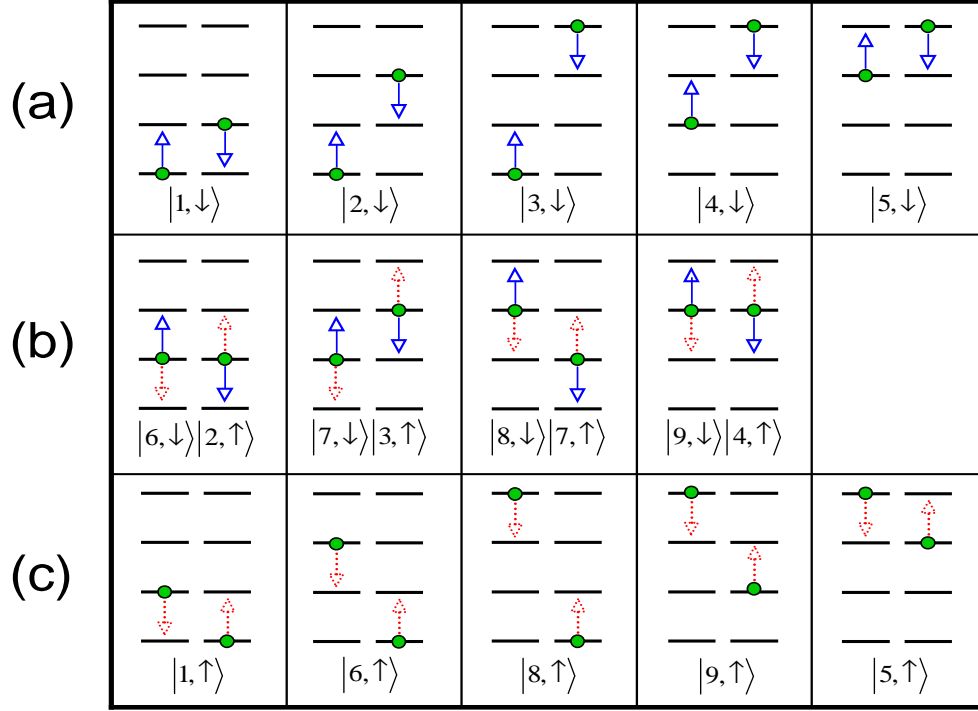 (a)
|1,↓⟩ |2,↓⟩ |3,↓⟩ |4,↓⟩ |5,↓⟩
(b)
|6,↓⟩|2,↑⟩ |7,↓⟩|3,↑⟩ |8,↓⟩|7,↑⟩ |9,↓⟩|4,↑⟩
(c)
|1,↑⟩ |6,↑⟩ |8,↑⟩ |9,↑⟩ |5,↑⟩